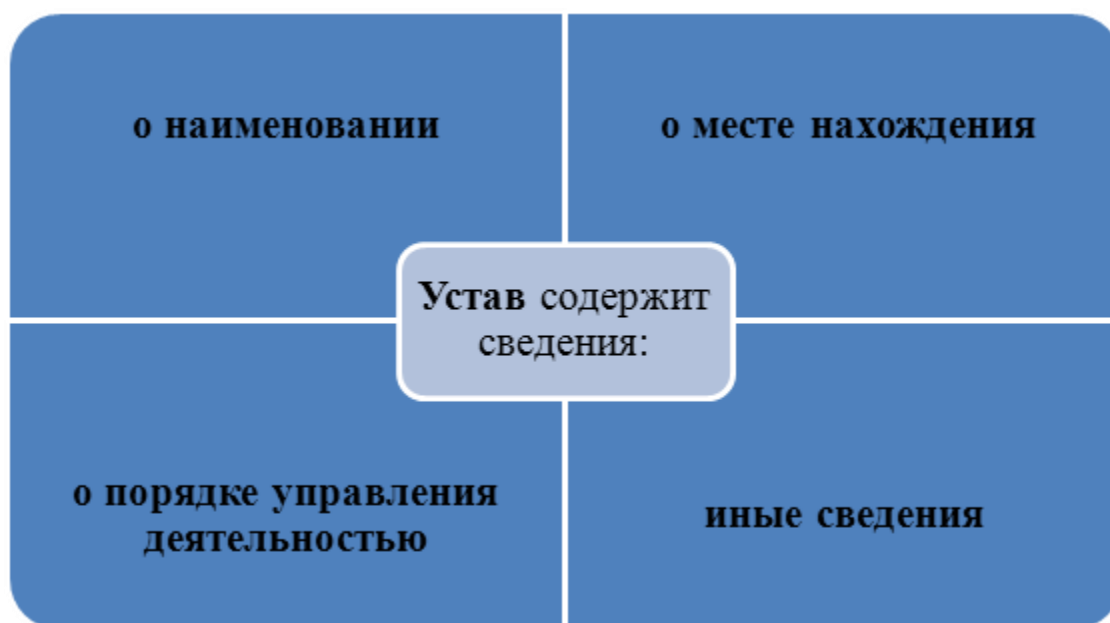 о наименовании
о месте нахождения
Устав содержит
сведения:
о порядке управления
деятельностью
иные сведения